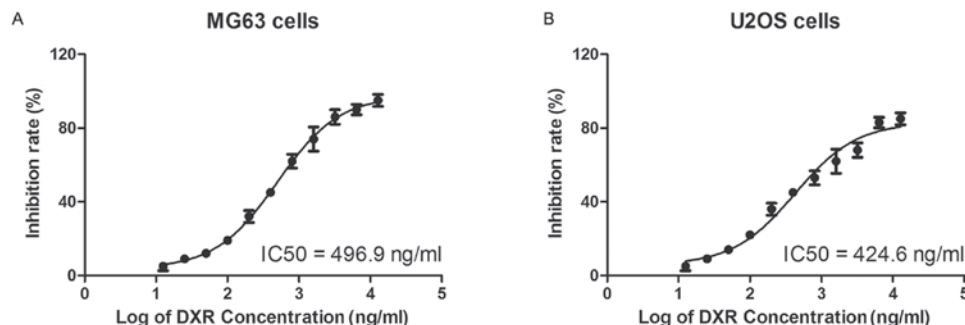 A
MG63 cells
Inhibition rate (%)
120
80
40
0
IC50 = 496.9 ng/ml
0 1 2 3 4 5
Log of DXR Concentration (ng/ml)
B
U2OS cells
Inhibition rate (%)
120
80
40
0
IC50 = 424.6 ng/ml
0 1 2 3 4 5
Log of DXR Concentration (ng/ml)